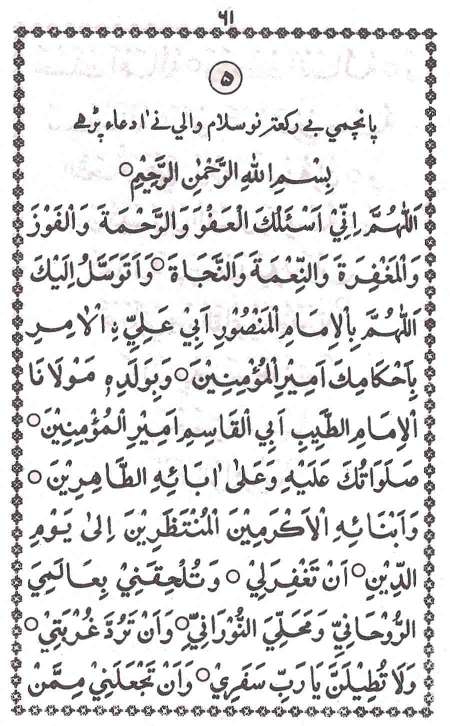 ٦١
٥
پانچمي بے ركعتر نو سلام والي نے ا دعاء پڑھے
بِسْمِ اللهِ الرَّحْمٰنِ الرَّحِيْمِ○
اَللّٰهُمَّ اِنِّيْ اَسْئَلُكَ الْعَفْوَ وَالرَّحْمَةَ وَالْفَوْزَ
وَالْمَغْفِرَةَ وَالنِّعْمَةَ وَالنَّجَاةَ○ وَاَتَوَسَّلُ اِلَيْكَ
اَللّٰهُمَّ بِالْاِمَامِ الْمَنْصُوْرِ اَبِيْ عَلِيٍّ ۨ الْاٰمِرِ
بِاَحْكَامِكَ اَمِيْرِ الْمُؤْمِنِيْنَ○ وَبِوَلَدِهٖ مَوْلَانَا
الْاِمَامِ الطَّيِّبِ اَبِي الْقَاسِمِ اَمِيْرِ الْمُؤْمِنِيْنَ○
صَلَوَاتُكَ عَلَيْهِ وَعَلٰى اٰبَائِهِ الطَّاهِرِيْنَ○
وَاَبْنَائِهِ الْاَكْرَمِيْنَ الْمُنْتَظَرِيْنَ اِلٰى يَوْمِ
الدِّيْنِ○ اَنْ تَغْفِرَ لِيْ○ وَتُلْحِقَنِيْ بِعَالَمِيَ
الرُّوْحَانِيِّ وَمَحَلِّيَ النُّوْرَانِيِّ○ وَاَنْ تَرُدَّ غُرْبَتِيْ○
وَلَا تُطِيْلَنَّ يَا رَبِّ سَفَرِيْ○ وَاَنْ تَجْعَلَنِيْ مِمَّنْ